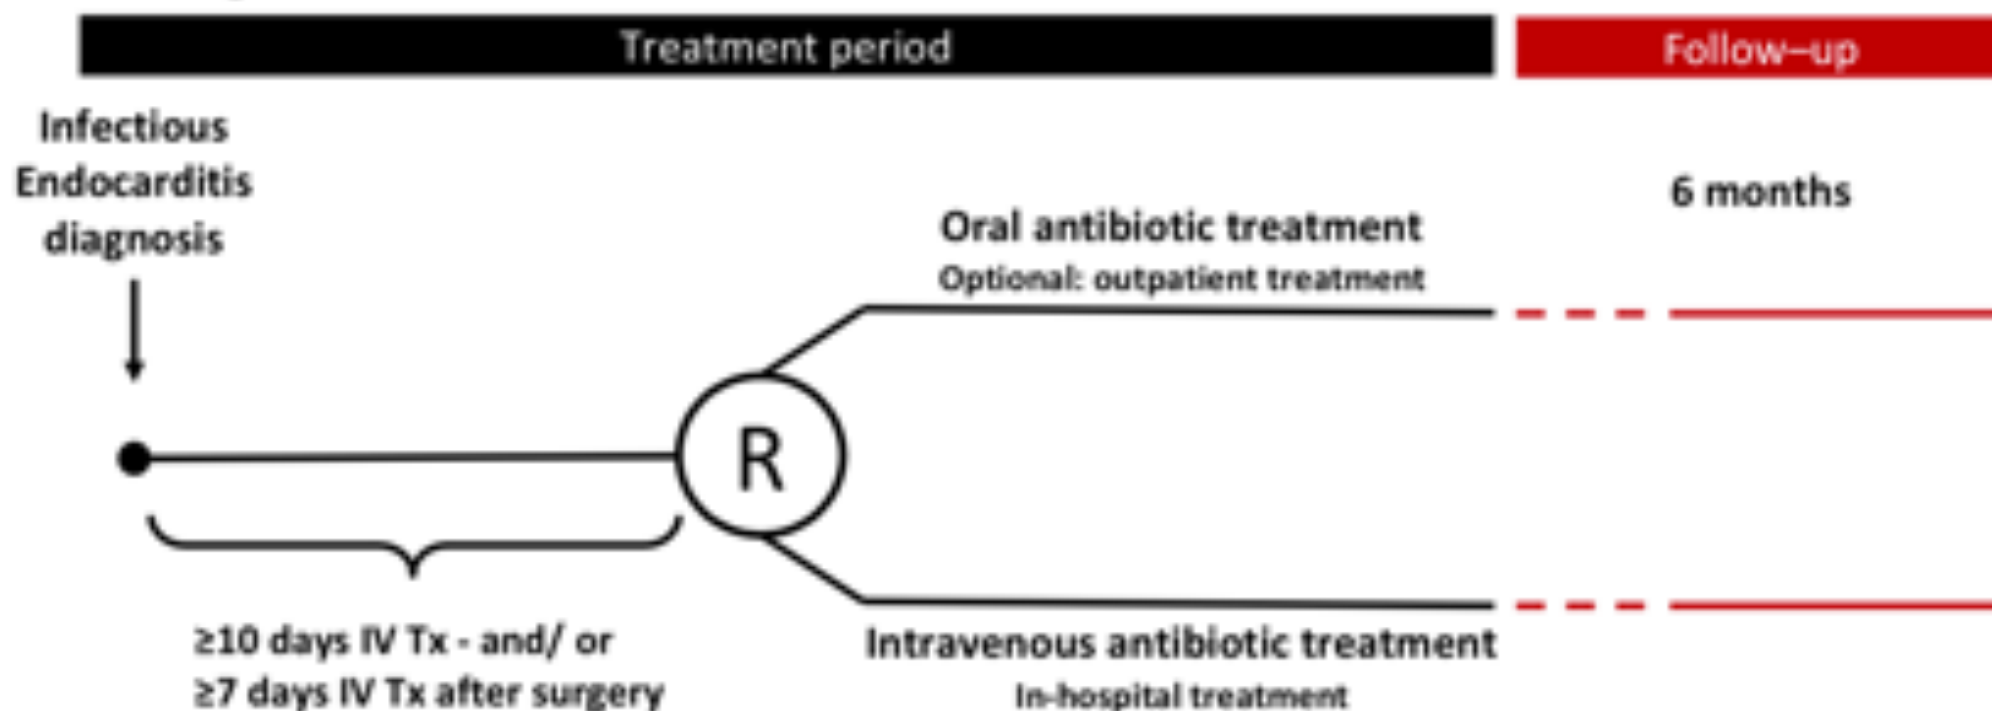 Treatment period
Follow–up
Infectious
Endocarditis
diagnosis
6 months
Oral antibiotic treatment
Optional: outpatient treatment
R
≥10 days IV Tx - and/ or
≥7 days IV Tx after surgery
Intravenous antibiotic treatment
In-hospital treatment